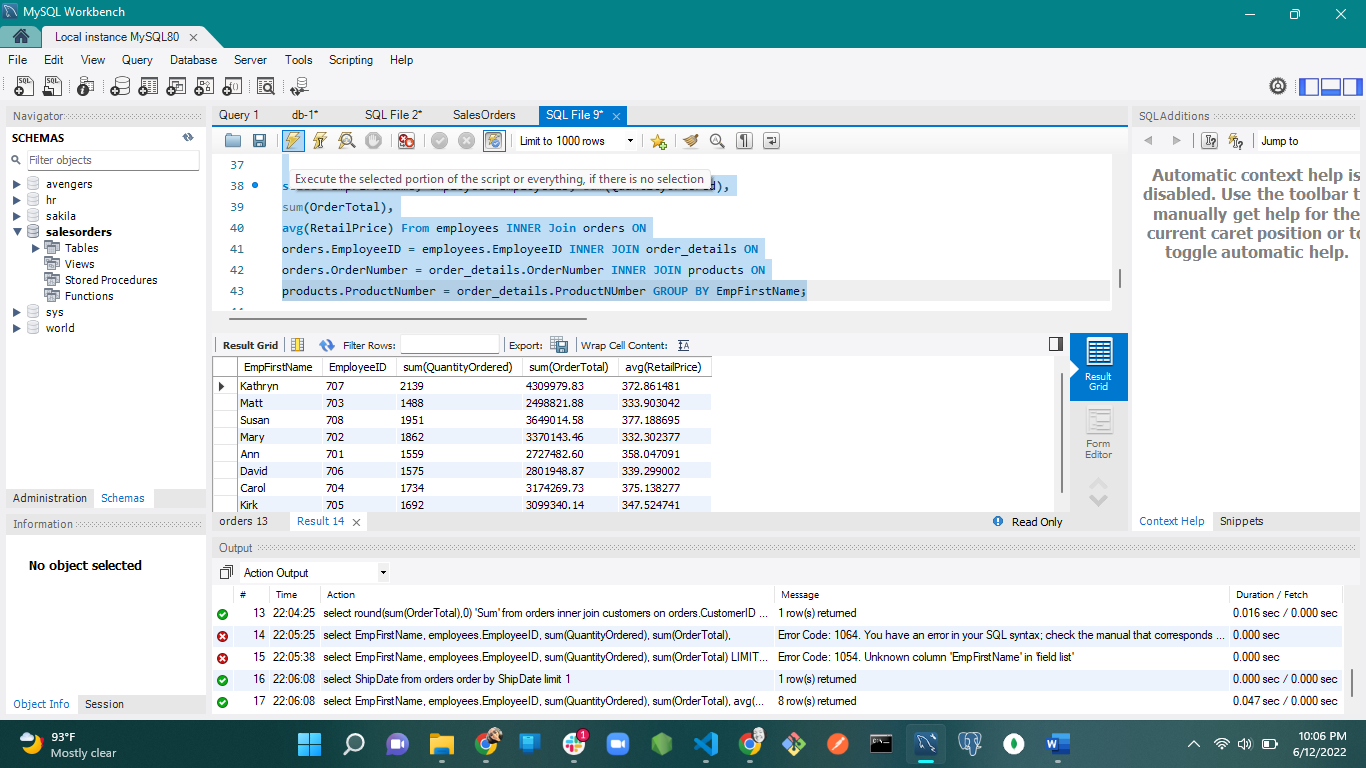 MySQL Workbench
Local instance MySQL80
File Edit View Query Database Server Tools Scripting Help
Navigator
SCHEMAS
Filter objects
avengers
hr
sakila
salesorders
Tables
Views
Stored Procedures
Functions
sys
world
Administration Schemas
Information
No object selected
Object Info Session
Query 1 db-1* SQL File 2* SalesOrders SQL File 9*
Limit to 1000 rows
37
Execute the selected portion of the script or everything, if there is no selection
38
39 sum(OrderTotal),
40 avg(RetailPrice) From employees INNER Join orders ON
41 orders.EmployeeID = employees.EmployeeID INNER JOIN order_details ON
42 orders.OrderNumber = order_details.OrderNumber INNER JOIN products ON
43 products.ProductNumber = order_details.ProductNUmber GROUP BY EmpFirstName;
Result Grid Filter Rows: Export: Wrap Cell Content:
EmpFirstName EmployeeID sum(QuantityOrdered) sum(OrderTotal) avg(RetailPrice)
Kathryn 707 2139 4309979.83 372.861481
Matt 703 1488 2498821.88 333.903042
Susan 708 1951 3649014.58 377.188695
Mary 702 1862 3370143.46 332.302377
Ann 701 1559 2727482.60 358.047091
David 706 1575 2801948.87 339.299002
Carol 704 1734 3174269.73 375.138277
Kirk 705 1692 3099340.14 347.524741
Result
Grid
Form
Editor
orders 13 Result 14 Read Only
SQLAdditions
Jump to
Automatic context help is
disabled. Use the toolbar t
manually get help for the
current caret position or to
toggle automatic help.
Context Help Snippets
Output
Action Output
# Time Action Message Duration / Fetch
13 22:04:25 select round(sum(OrderTotal),0) 'Sum' from orders inner join customers on orders.CustomerID ... 1 row(s) returned 0.016 sec / 0.000 sec
14 22:05:25 select EmpFirstName, employees.EmployeeID, sum(QuantityOrdered), sum(OrderTotal), Error Code: 1064. You have an error in your SQL syntax; check the manual that corresponds ... 0.000 sec
15 22:05:38 select EmpFirstName, employees.EmployeeID, sum(QuantityOrdered), sum(OrderTotal) LIMIT... Error Code: 1054. Unknown column 'EmpFirstName' in 'field list' 0.000 sec
16 22:06:08 select ShipDate from orders order by ShipDate limit 1 1 row(s) returned 0.000 sec / 0.000 sec
17 22:06:08 select EmpFirstName, employees.EmployeeID, sum(QuantityOrdered), sum(OrderTotal), avg(... 8 row(s) returned 0.047 sec / 0.000 sec
93°F
Mostly clear
1
10:06 PM
6/12/2022